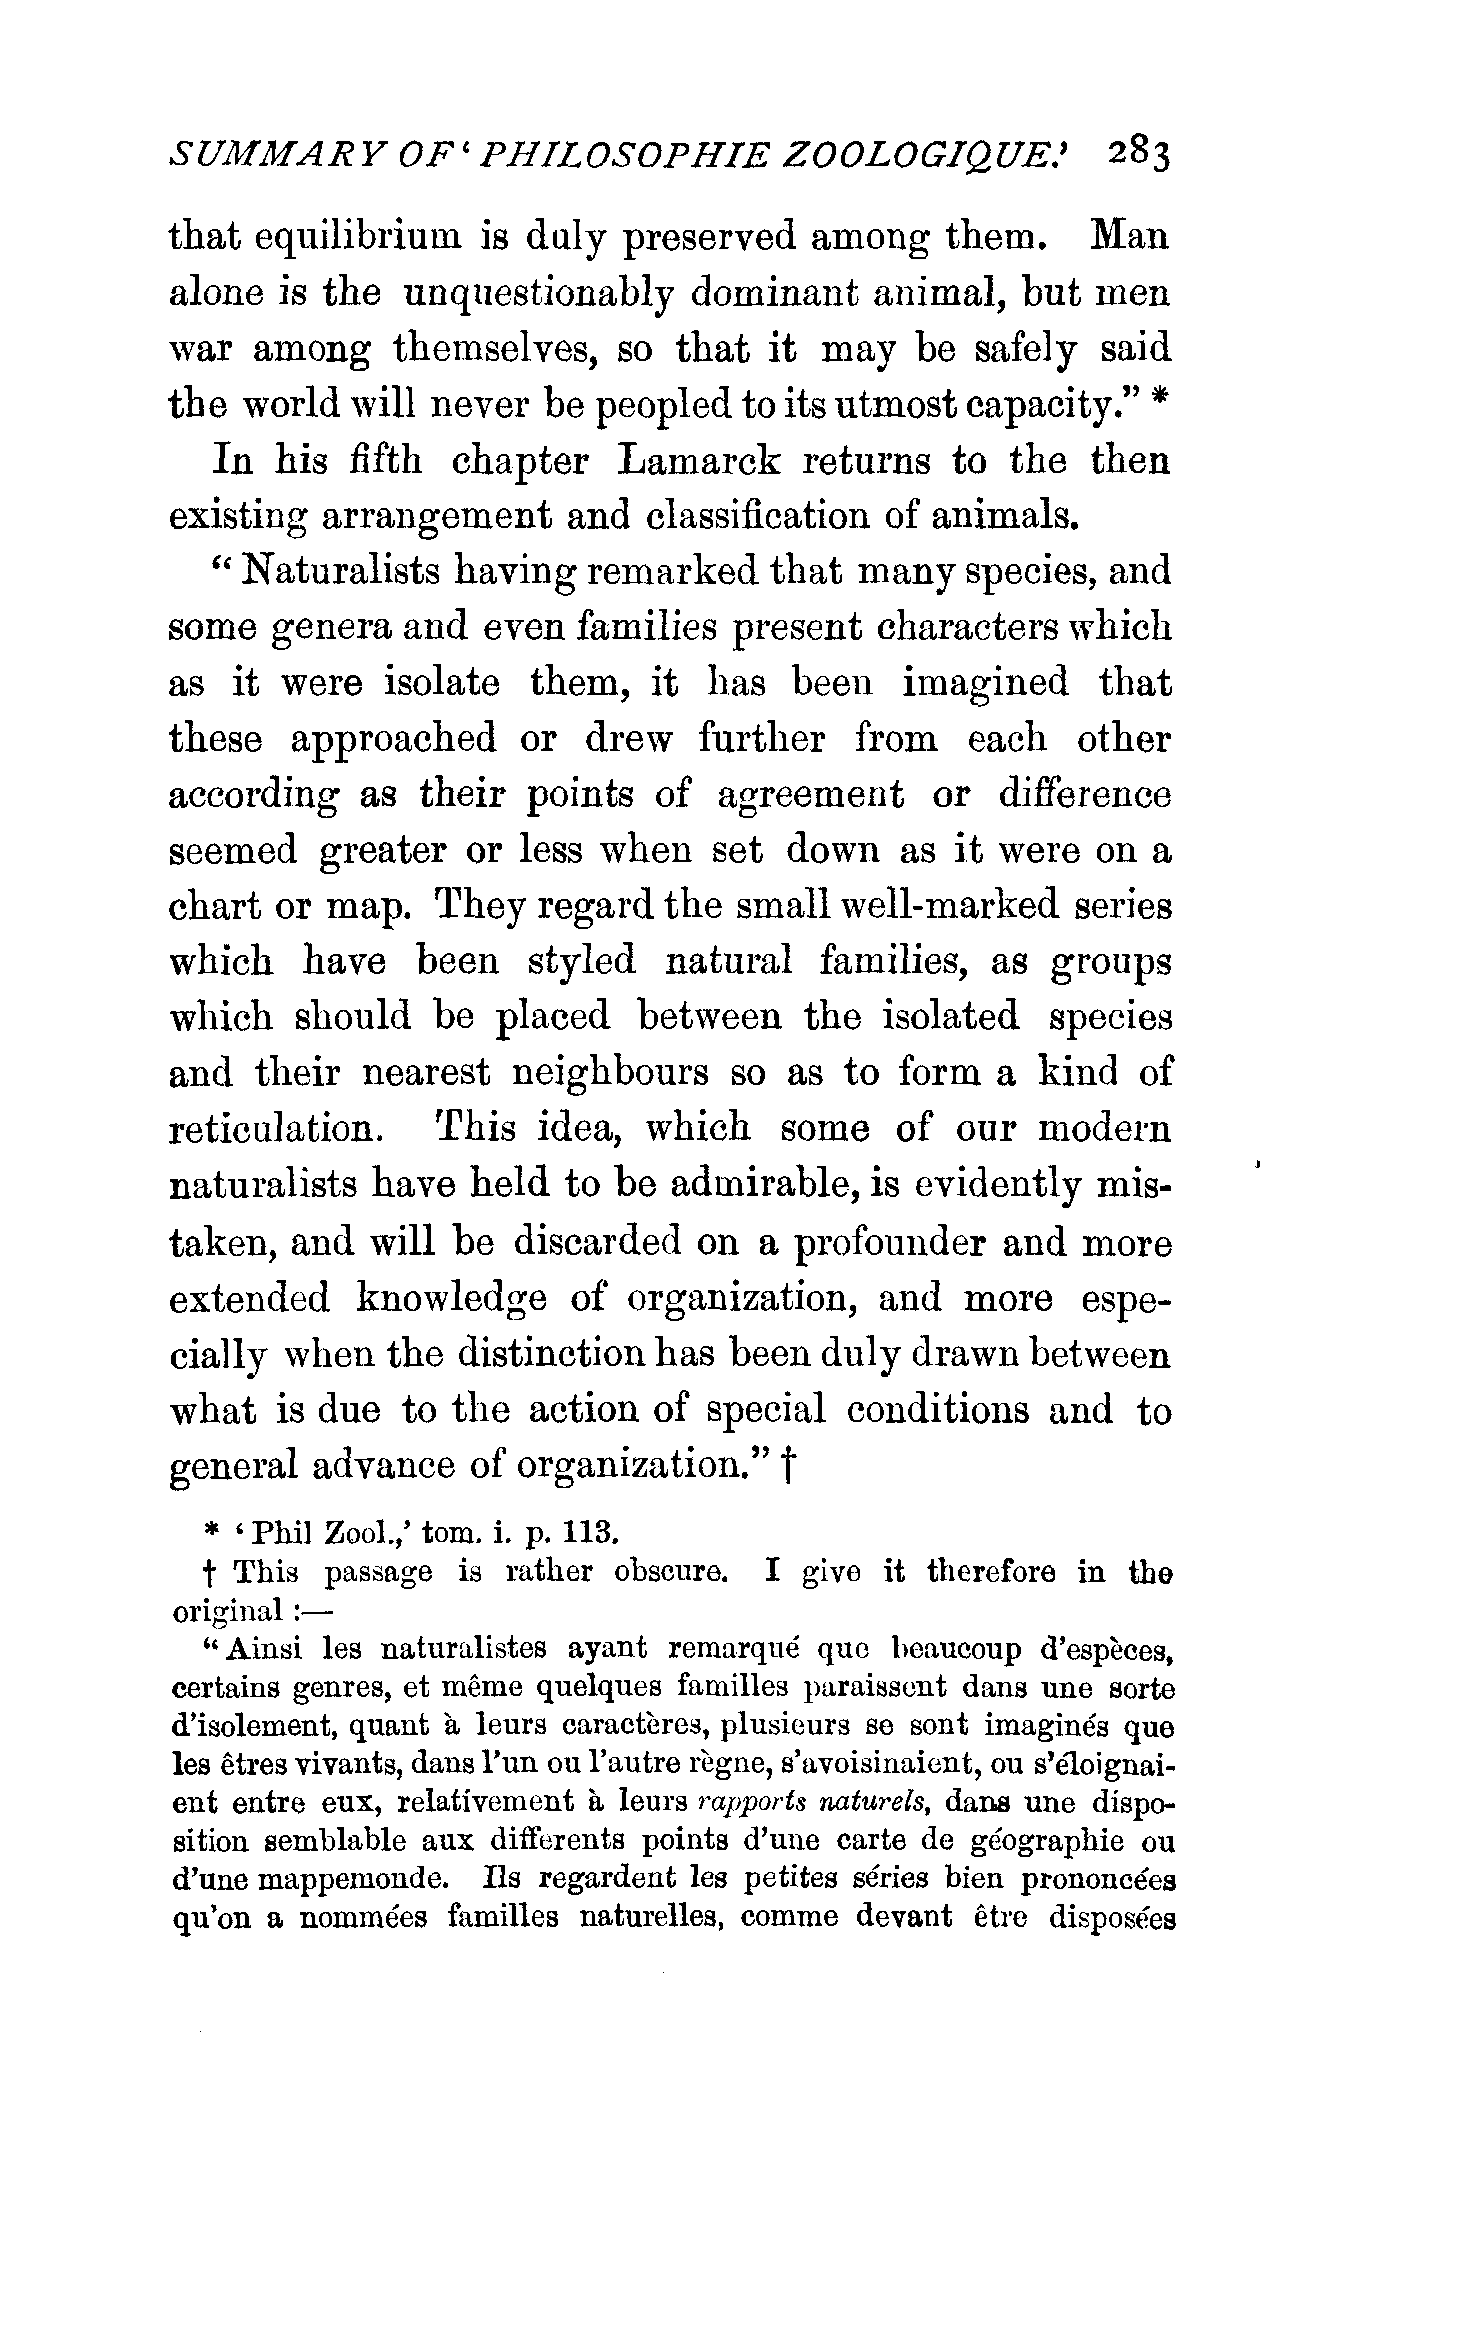 SUMMARY OF ‘PHILOSOPHIE ZOOLOGIQUE.’ 283
that equilibrium is duly preserved among them. Man
alone is the unquestionably dominant animal, but men
war among themselves, so that it may be safely said
the world will never be peopled to its utmost capacity.” *
In his fifth chapter Lamarck returns to the then
existing arrangement and classification of animals.
“Naturalists having remarked that many species, and
some genera and even families present characters which
as it were isolate them, it has been imagined that
these approached or drew further from each other
according as their points of agreement or difference
seemed greater or less when set down as it were on a
chart or map. They regard the small well-marked series
which have been styled natural families, as groups
which should be placed between the isolated species
and their nearest neighbours so as to form a kind of
reticulation. This idea, which some of our modern
naturalists have held to be admirable, is evidently mis-
taken, and will be discarded on a profounder and more
extended knowledge of organization, and more espe-
cially when the distinction has been duly drawn between
what is due to the action of special conditions and to
general advance of organization.” †
* ‘Phil Zool.,’ tom. i. p. 113.
† This passage is rather obscure. I give it therefore in the
original :—
“Ainsi les naturalistes ayant remarqué que beaucoup d’espèces,
certains genres, et même quelques familles paraissent dans une sorte
d’isolement, quant à leurs caractères, plusieurs se sont imaginés que
les êtres vivants, dans l’un ou l’autre règne, s’avoisinaient, ou s’éloignai-
ent entre eux, relativement à leurs rapports naturels, dans une dispo-
sition semblable aux differents points d’une carte de géographie ou
d’une mappemonde. Ils regardent les petites séries bien prononcées
qu’on a nommées familles naturelles, comme devant être disposées